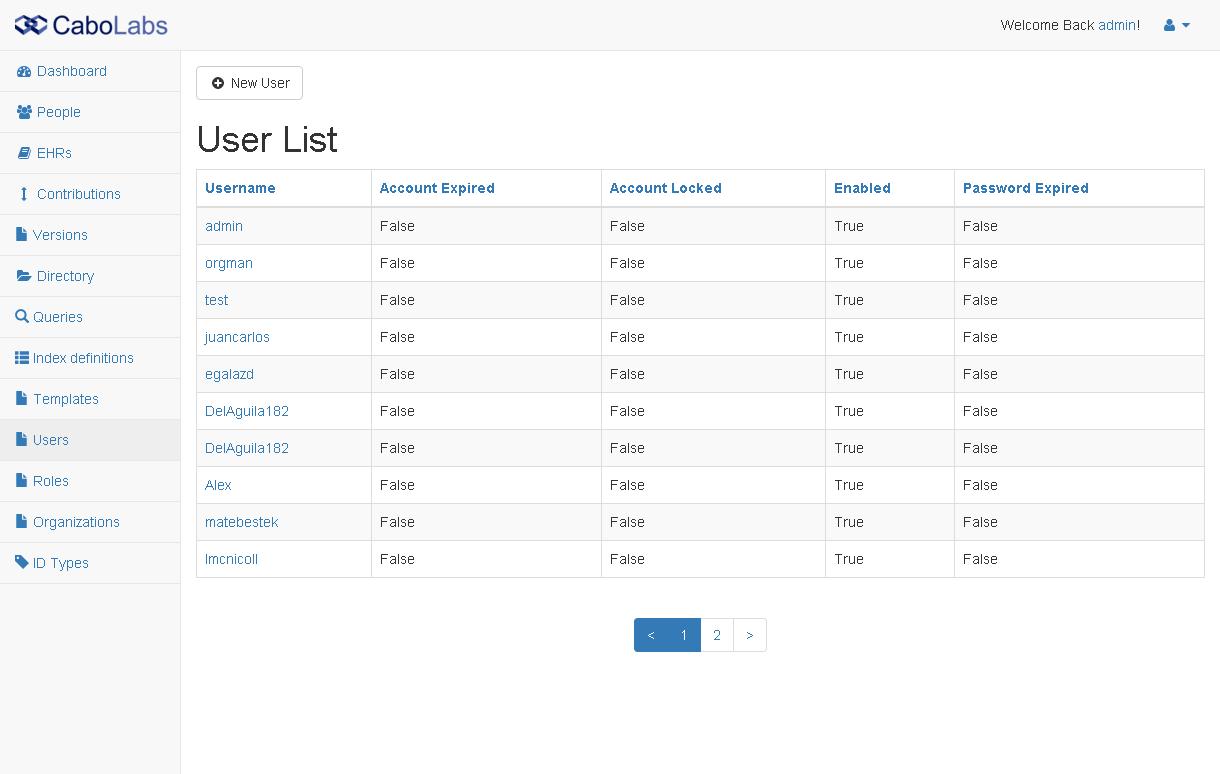 CaboLabs
Welcome Back admin!
Dashboard
People
EHRs
Contributions
Versions
Directory
Queries
Index definitions
Templates
Users
Roles
Organizations
ID Types
New User
User List
Username Account Expired Account Locked Enabled Password Expired
admin False False True False
orgman False False True False
test False False True False
juancarlos False False True False
egalazd False False True False
DelAguila182 False False True False
DelAguila182 False False True False
Alex False False True False
matebestek False False True False
Imcnicoll False False True False
< 1 2 >